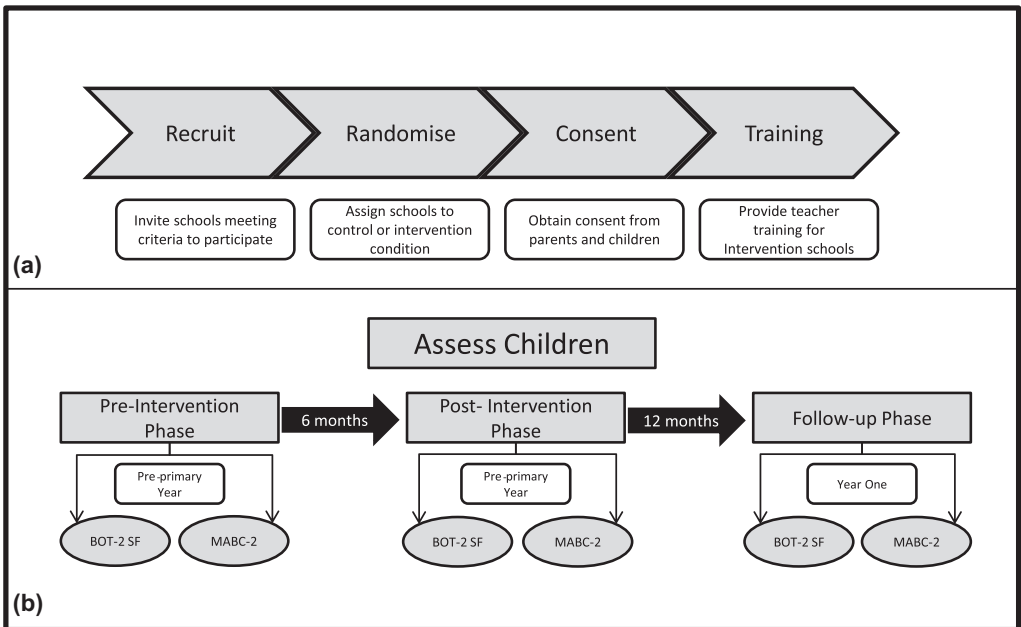 Recruit
Randomise
Consent
Training
Invite schools meeting
criteria to participate
Assign schools to
control or intervention
condition
Obtain consent from
parents and children
Provide teacher
training for
Intervention schools
(a)
Assess Children
Pre-Intervention
Phase
6 months
Post- Intervention
Phase
12 months
Follow-up Phase
Pre-primary
Year
Pre-primary
Year
Year One
BOT-2 SF
MABC-2
BOT-2 SF
MABC-2
BOT-2 SF
MABC-2
(b)